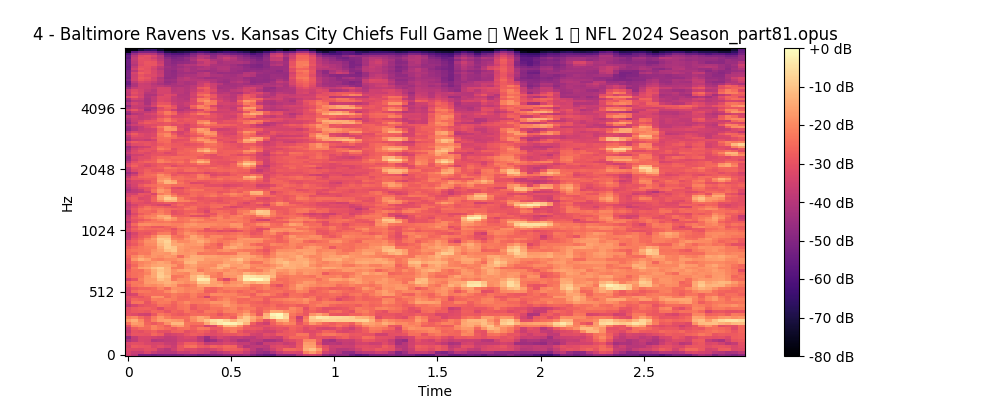 4 - Baltimore Ravens vs. Kansas City Chiefs Full Game ▯ Week 1 ▯ NFL 2024 Season_part81.opus
+0 dB
-10 dB
-20 dB
-30 dB
-40 dB
-50 dB
-60 dB
-70 dB
-80 dB
4096
2048
1024
512
0
Hz
0
0.5
1
1.5
2
2.5
Time